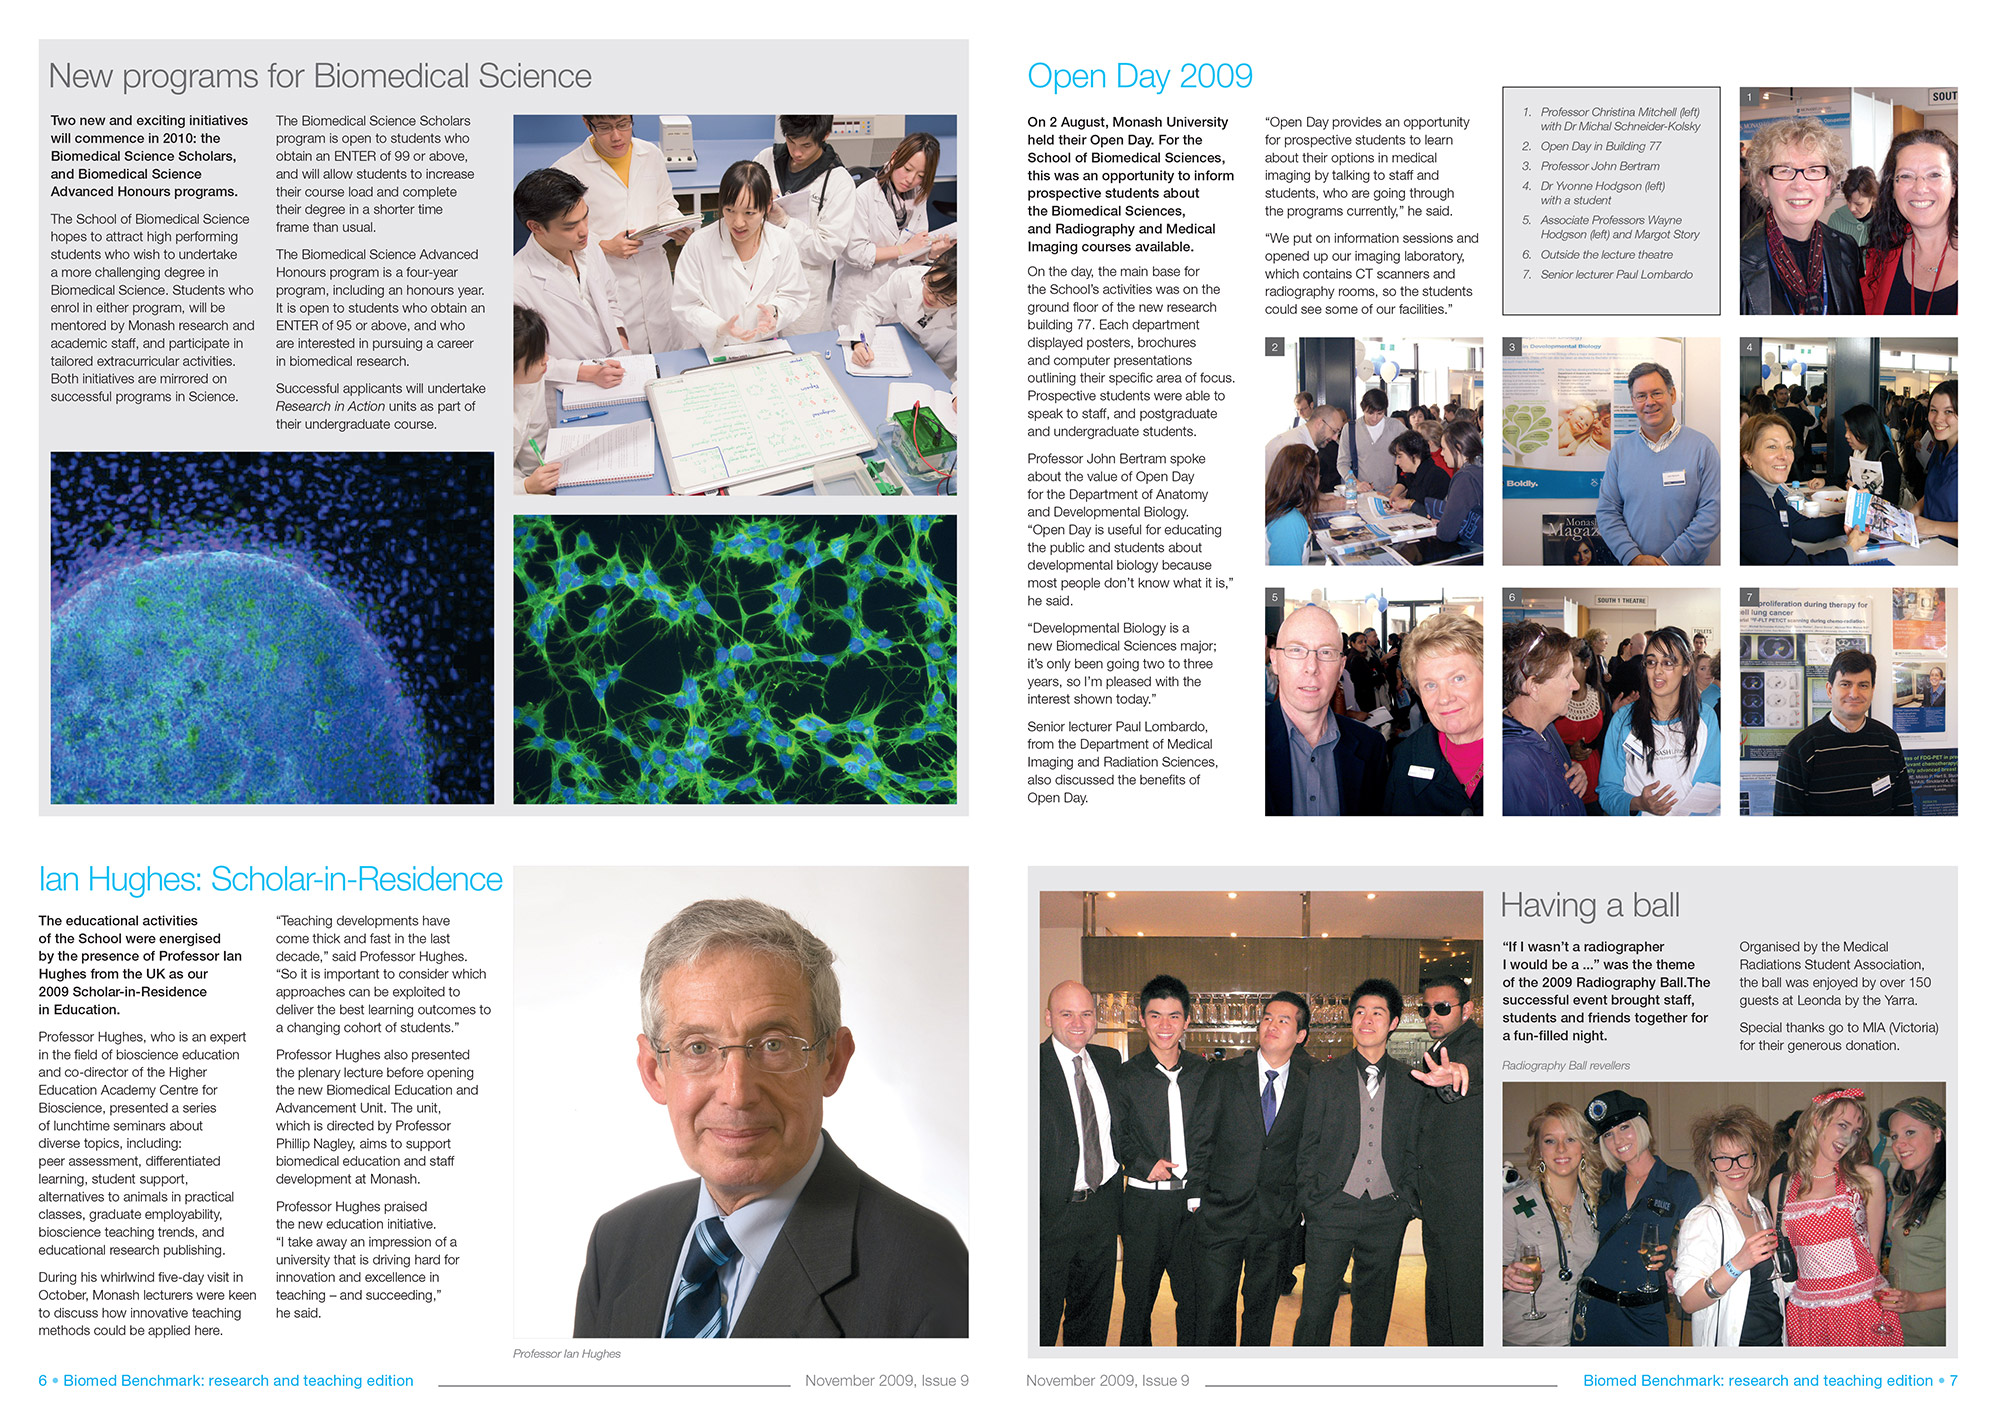 New programs for Biomedical Science
Two new and exciting initiatives
will commence in 2010: the
Biomedical Science Scholars,
and Biomedical Science
Advanced Honours programs.
The School of Biomedical Science
hopes to attract high performing
students who wish to undertake
a more challenging degree in
Biomedical Science. Students who
enrol in either program, will be
mentored by Monash research and
academic staff, and participate in
tailored extracurricular activities.
Both initiatives are mirrored on
successful programs in Science.
The Biomedical Science Scholars
program is open to students who
obtain an ENTER of 99 or above,
and will allow students to increase
their course load and complete
their degree in a shorter time
frame than usual.
The Biomedical Science Advanced
Honours program is a four-year
program, including an honours year.
It is open to students who obtain an
ENTER of 95 or above, and who
are interested in pursuing a career
in biomedical research.
Successful applicants will undertake
Research in Action units as part of
their undergraduate course.
Ian Hughes: Scholar-in-Residence
The educational activities
of the School were energised
by the presence of Professor Ian
Hughes from the UK as our
2009 Scholar-in-Residence
in Education.
Professor Hughes, who is an expert
in the field of bioscience education
and co-director of the Higher
Education Academy Centre for
Bioscience, presented a series
of lunchtime seminars about
diverse topics, including:
peer assessment, differentiated
learning, student support,
alternatives to animals in practical
classes, graduate employability,
bioscience teaching trends, and
educational research publishing.
During his whirlwind five-day visit in
October, Monash lecturers were keen
to discuss how innovative teaching
methods could be applied here.
“Teaching developments have
come thick and fast in the last
decade,” said Professor Hughes.
“So it is important to consider which
approaches can be exploited to
deliver the best learning outcomes to
a changing cohort of students.”
Professor Hughes also presented
the plenary lecture before opening
the new Biomedical Education and
Advancement Unit. The unit,
which is directed by Professor
Phillip Nagley, aims to support
biomedical education and staff
development at Monash.
Professor Hughes praised
the new education initiative.
“I take away an impression of a
university that is driving hard for
innovation and excellence in
teaching – and succeeding,”
he said.
Professor Ian Hughes
6 • Biomed Benchmark: research and teaching edition
November 2009, Issue 9
Open Day 2009
On 2 August, Monash University
held their Open Day. For the
School of Biomedical Sciences,
this was an opportunity to inform
prospective students about
the Biomedical Sciences,
and Radiography and Medical
Imaging courses available.
On the day, the main base for
the School’s activities was on the
ground floor of the new research
building 77. Each department
displayed posters, brochures
and computer presentations
outlining their specific area of focus.
Prospective students were able to
speak to staff, and postgraduate
and undergraduate students.
Professor John Bertram spoke
about the value of Open Day
for the Department of Anatomy
and Developmental Biology.
“Open Day is useful for educating
the public and students about
developmental biology because
most people don’t know what it is,”
he said.
“Developmental Biology is a
new Biomedical Sciences major;
it’s only been going two to three
years, so I’m pleased with the
interest shown today.”
Senior lecturer Paul Lombardo,
from the Department of Medical
Imaging and Radiation Sciences,
also discussed the benefits of
Open Day.
“Open Day provides an opportunity
for prospective students to learn
about their options in medical
imaging by talking to staff and
students, who are going through
the programs currently,” he said.
“We put on information sessions and
opened up our imaging laboratory,
which contains CT scanners and
radiography rooms, so the students
could see some of our facilities.”
1. Professor Christina Mitchell (left)
with Dr Michal Schneider-Kolsky
2. Open Day in Building 77
3. Professor John Bertram
4. Dr Yvonne Hodgson (left)
with a student
5. Associate Professors Wayne
Hodgson (left) and Margot Story
6. Outside the lecture theatre
7. Senior lecturer Paul Lombardo
1
SOUT
2
3
Developmental Biology
Boldly.
Monash
Magaz
4
5
6
SOUTH 1 THEATRE
7
proliferation during therapy for
ell lung cancer
Having a ball
“If I wasn’t a radiographer
I would be a ...” was the theme
of the 2009 Radiography Ball.The
successful event brought staff,
students and friends together for
a fun-filled night.
Radiography Ball revellers
Organised by the Medical
Radiations Student Association,
the ball was enjoyed by over 150
guests at Leonda by the Yarra.
Special thanks go to MIA (Victoria)
for their generous donation.
POLICE
November 2009, Issue 9
Biomed Benchmark: research and teaching edition • 7